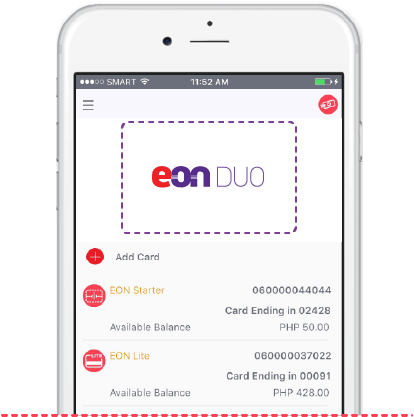 SMART 11:52 AM
eon DUO
Add Card
EON Starter 060000044044
Card Ending in 02428
Available Balance PHP 50.00
EON Lite 060000037022
Card Ending in 00091
Available Balance PHP 428.00